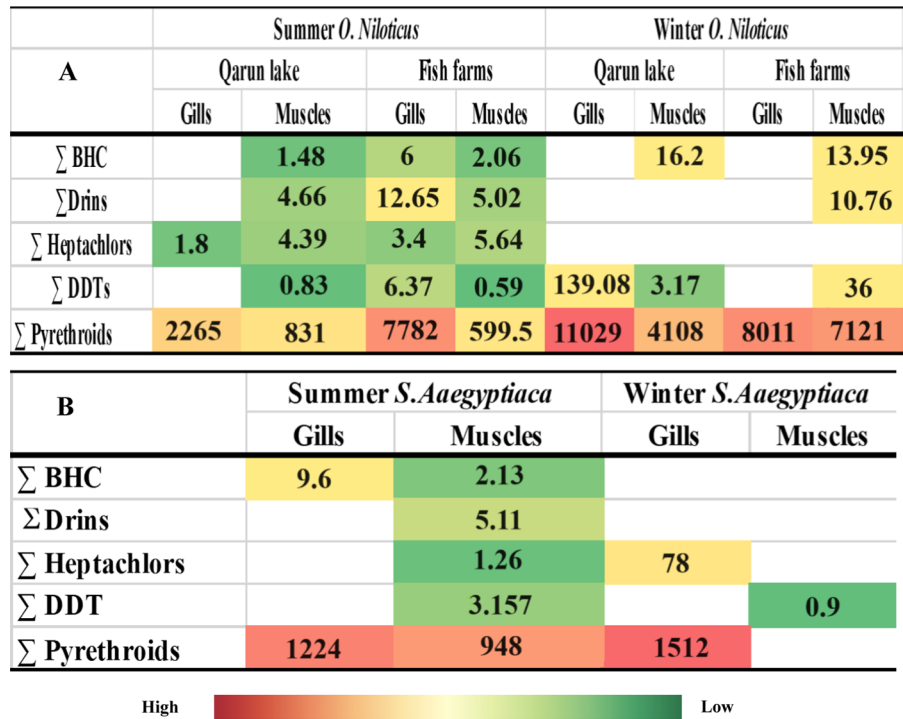 Summer O. Niloticus Winter O. Niloticus
A Qarun lake Fish farms Qarun lake Fish farms
Gills Muscles Gills Muscles Gills Muscles Gills Muscles
∑ BHC 1.48 6 2.06 16.2 13.95
∑Drins 4.66 12.65 5.02 10.76
∑ Heptachlors 1.8 4.39 3.4 5.64
∑ DDTs 0.83 6.37 0.59 139.08 3.17 36
∑ Pyrethroids 2265 831 7782 599.5 11029 4108 8011 7121
B Summer S.Aaegyptiaca Winter S.Aaegyptiaca
Gills Muscles Gills Muscles
∑ BHC 9.6 2.13
∑ Drins 5.11
∑ Heptachlors 1.26 78
∑ DDT 3.157 0.9
∑ Pyrethroids 1224 948 1512
High Low